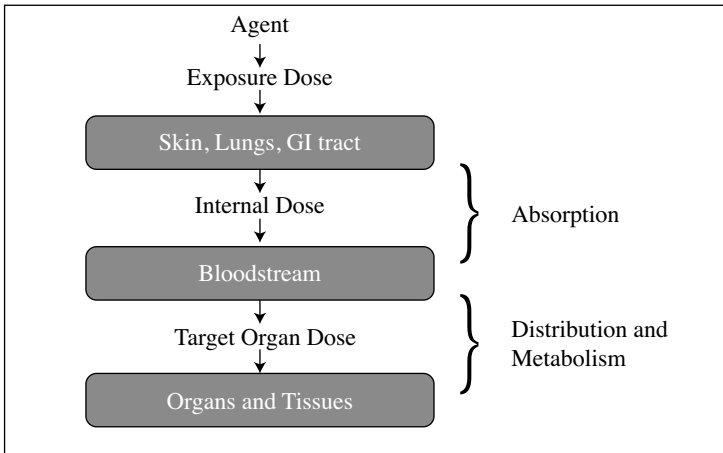 Agent
Exposure Dose
Skin, Lungs, GI tract
Internal Dose
Absorption
Bloodstream
Target Organ Dose
Distribution and
Metabolism
Organs and Tissues